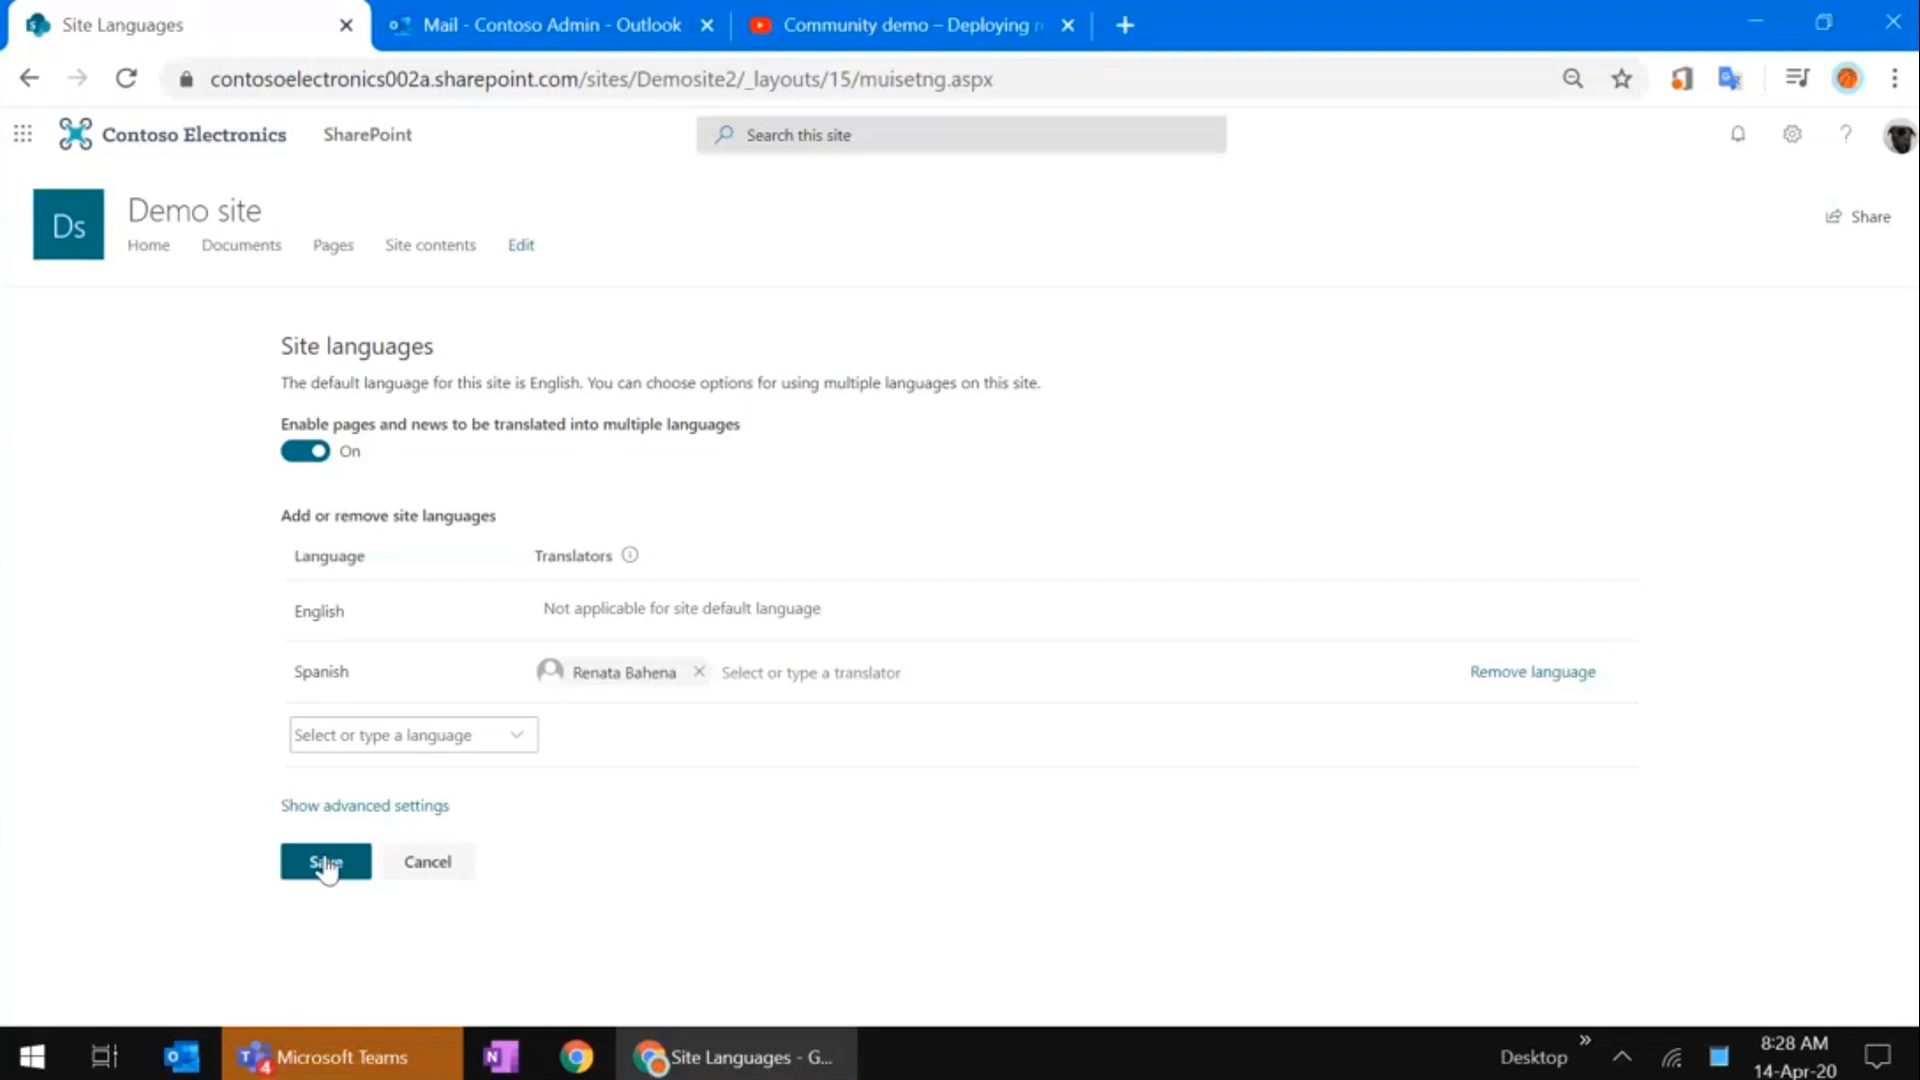 Site Languages
Mail - Contoso Admin - Outlook
Community demo – Deploying
contosoelectronics002a.sharepoint.com/sites/Demosite2/_layouts/15/muisetng.aspx
Contoso Electronics
SharePoint
Search this site
Ds
Demo site
Share
Home
Documents
Pages
Site contents
Edit
Site languages
The default language for this site is English. You can choose options for using multiple languages on this site.
Enable pages and news to be translated into multiple languages
On
Add or remove site languages
Language
Translators
English
Not applicable for site default language
Spanish
Renata Bahena
Select or type a translator
Remove language
Select or type a language
Show advanced settings
Save
Cancel
4
Microsoft Teams
Site Languages - G...
Desktop
8:28 AM
14-Apr-20